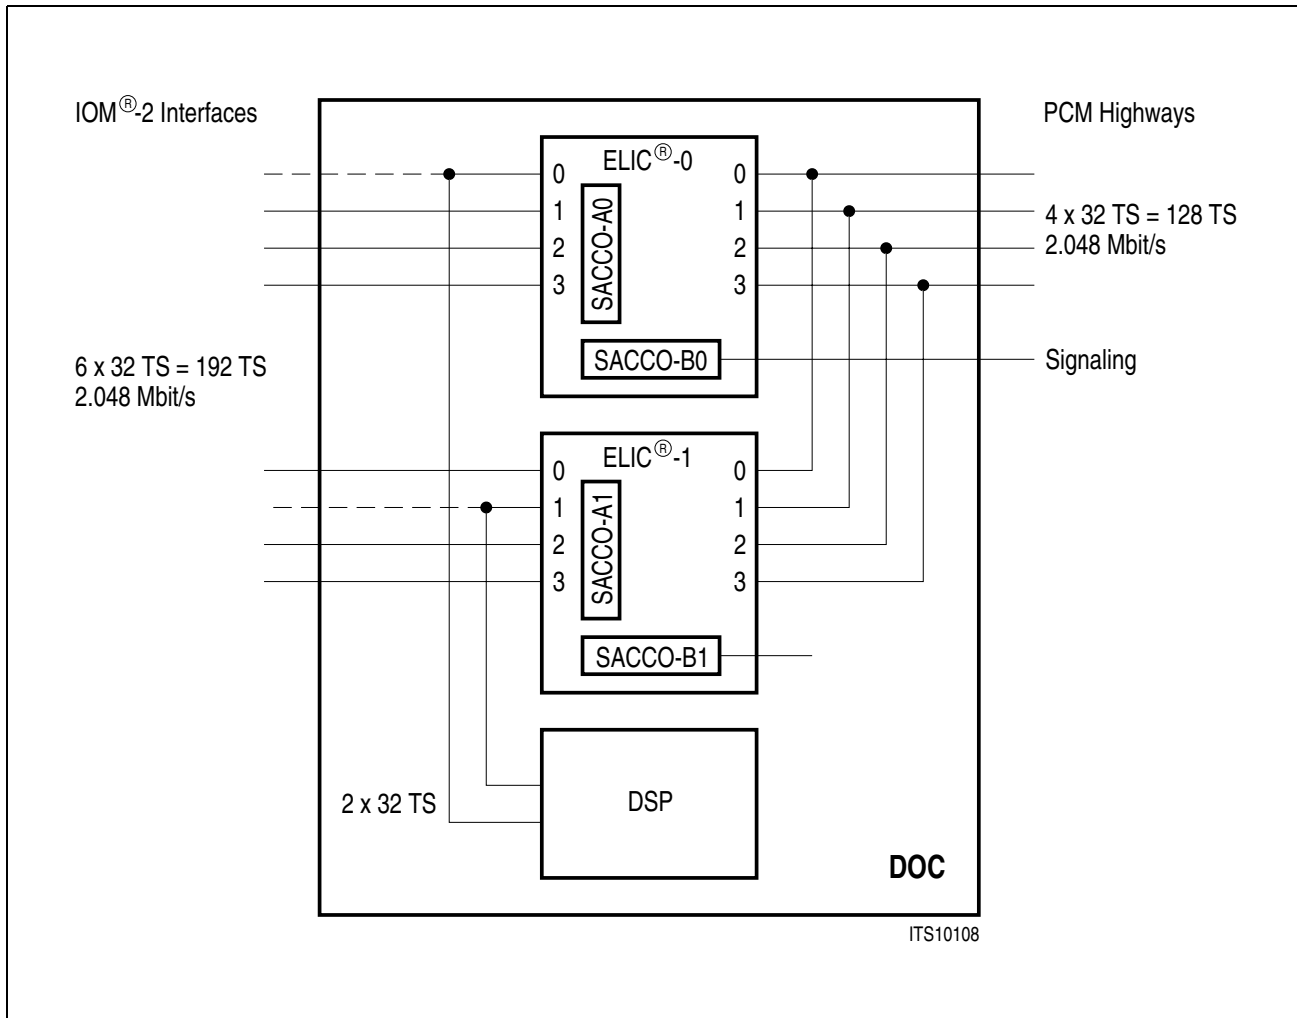 IOM®-2 Interfaces
PCM Highways
ELIC®-0
0
0
1
1
2
2
3
3
SACCO-A0
SACCO-B0
4 x 32 TS = 128 TS
2.048 Mbit/s
Signaling
6 x 32 TS = 192 TS
2.048 Mbit/s
ELIC®-1
0
0
1
1
2
2
3
3
SACCO-A1
SACCO-B1
2 x 32 TS
DSP
DOC
ITS10108